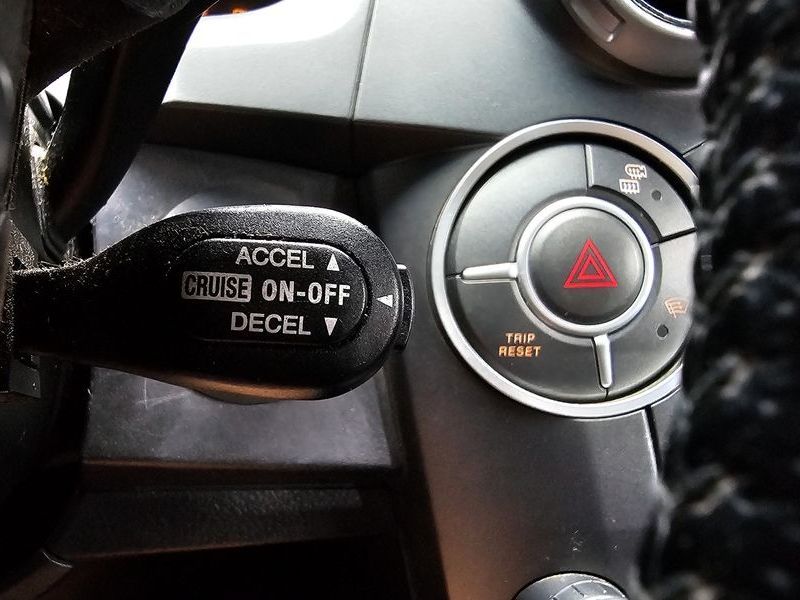 ACCEL
CRUISE ON-OFF
DECEL
TRIP
RESET